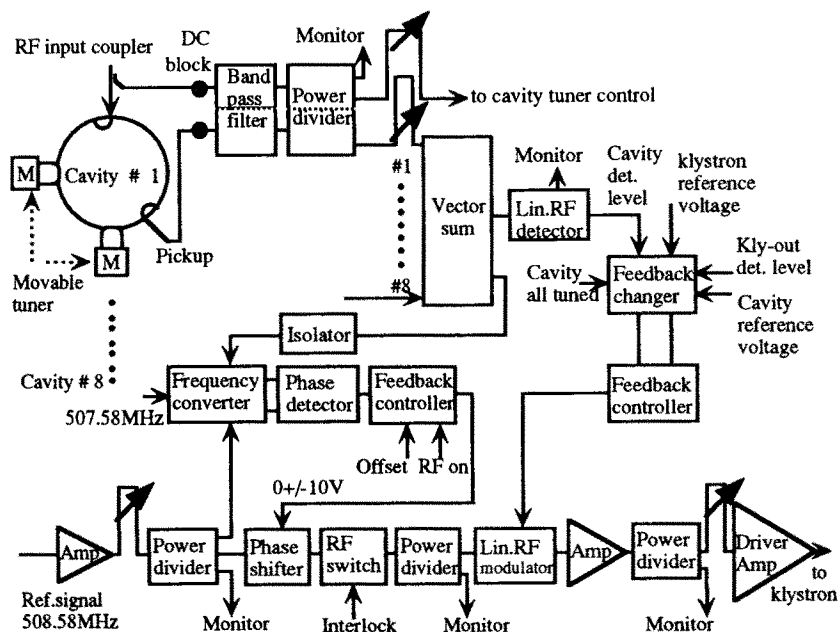 RF input coupler
DC
block
Monitor
Band
pass
filter
Power
divider
to cavity tuner control
M
Cavity # 1
#1
Vector
sum
Monitor
Lin.RF
detector
Cavity
det.
level
klystron
reference
voltage
M
Pickup
Movable
tuner
#8
Cavity
all tuned
Feedback
changer
Kly-out
det. level
Cavity
reference
voltage
Isolator
Cavity # 8
Frequency
converter
Phase
detector
Feedback
controller
Feedback
controller
507.58MHz
Offset
RF on
0+/-10V
Amp
Power
divider
Phase
shifter
RF
switch
Power
divider
Lin.RF
modulator
Amp
Power
divider
Driver
Amp
to
klystron
Ref.signal
508.58MHz
Monitor
Interlock
Monitor
Monitor